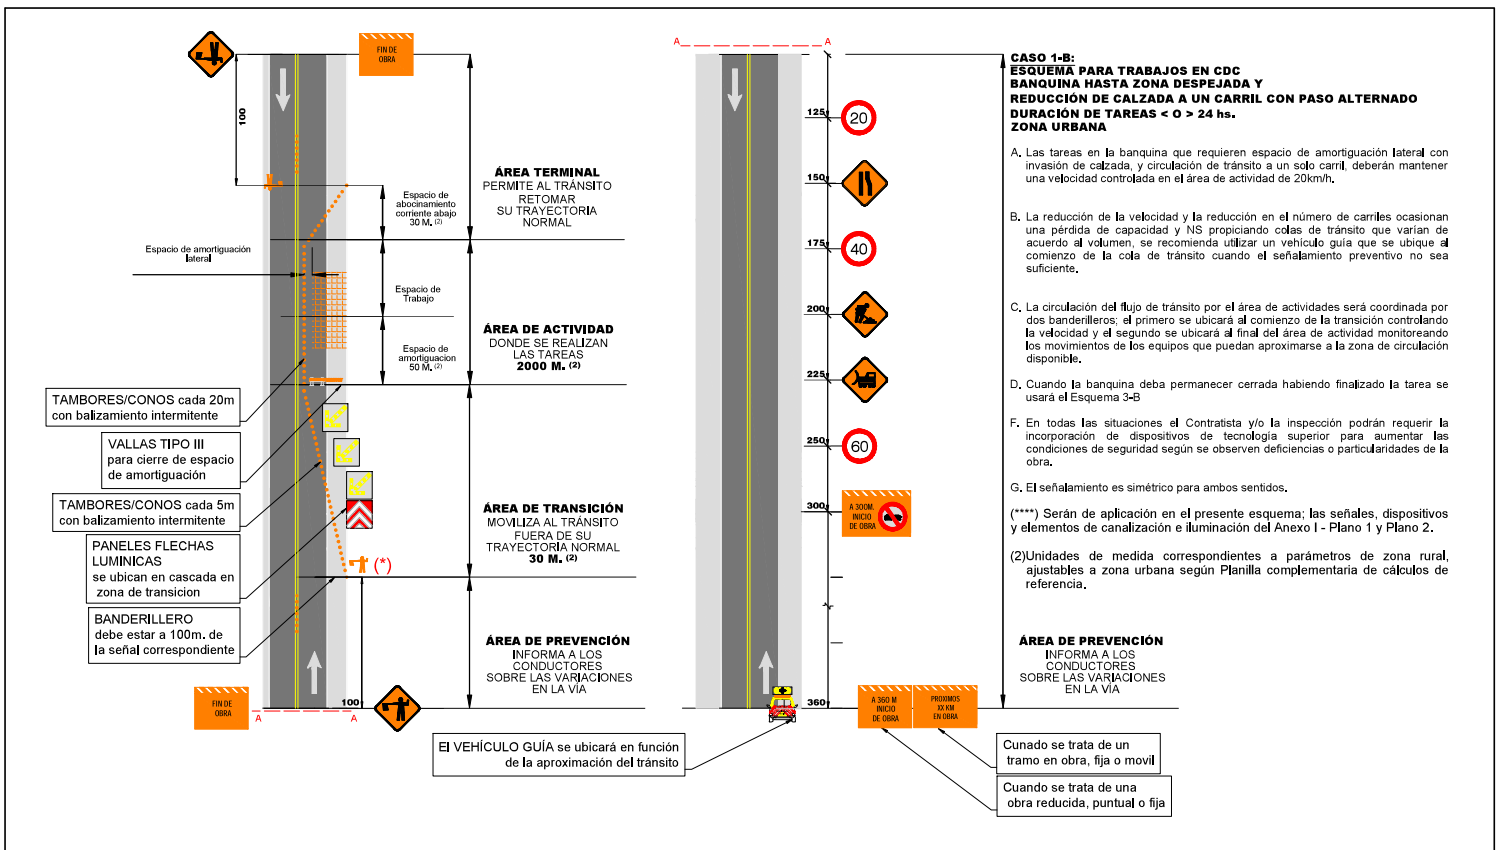 FIN DE
OBRA
100
ÁREA TERMINAL
PERMITE AL TRÁNSITO
RETOMAR
SU TRAYECTORIA
NORMAL
Espacio de
abocinamiento
corriente abajo
30 M. (2)
Espacio de amortiguación
lateral
Espacio de
Trabajo
ÁREA DE ACTIVIDAD
DONDE SE REALIZAN
LAS TAREAS
2000 M. (2)
Espacio de
amortiguacion
50 M. (2)
TAMBORES/CONOS cada 20m
con balizamiento intermitente
VALLAS TIPO III
para cierre de espacio
de amortiguación
TAMBORES/CONOS cada 5m
con balizamiento intermitente
PANELES FLECHAS
LUMINICAS
se ubican en cascada en
zona de transicion
BANDERILLERO
debe estar a 100m. de
la señal correspondiente
ÁREA DE TRANSICIÓN
MOVILIZA AL TRÁNSITO
FUERA DE SU
TRAYECTORIA NORMAL
30 M. (2)
(*)
ÁREA DE PREVENCIÓN
INFORMA A LOS
CONDUCTORES
SOBRE LAS VARIACIONES
EN LA VÍA
FIN DE
OBRA
A
A
100
A
A
125
20
150
175
40
200
225
250
60
300
A 300M.
INICIO
DE OBRA
360
A 360 M
INICIO
DE OBRA
PROXIMOS
XX KM
EN OBRA
El VEHÍCULO GUÍA se ubicará en función
de la aproximación del tránsito
Cunado se trata de un
tramo en obra, fija o movil
Cuando se trata de una
obra reducida, puntual o fija
CASO 1-B:
ESQUEMA PARA TRABAJOS EN CDC
BANQUINA HASTA ZONA DESPEJADA Y
REDUCCIÓN DE CALZADA A UN CARRIL CON PASO ALTERNADO
DURACIÓN DE TAREAS < O > 24 hs.
ZONA URBANA
A. Las tareas en la banquina que requieren espacio de amortiguación lateral con
invasión de calzada, y circulación de tránsito a un solo carril, deberán mantener
una velocidad controlada en el área de actividad de 20km/h.
B. La reducción de la velocidad y la reducción en el número de carriles ocasionan
una pérdida de capacidad y NS propiciando colas de tránsito que varían de
acuerdo al volumen, se recomienda utilizar un vehículo guía que se ubique al
comienzo de la cola de tránsito cuando el señalamiento preventivo no sea
suficiente.
C. La circulación del flujo de tránsito por el área de actividades será coordinada por
dos banderilleros; el primero se ubicará al comienzo de la transición controlando
la velocidad y el segundo se ubicará al final del área de actividad monitoreando
los movimientos de los equipos que puedan aproximarse a la zona de circulación
disponible.
D. Cuando la banquina deba permanecer cerrada habiendo finalizado la tarea se
usará el Esquema 3-B
F. En todas las situaciones el Contratista y/o la inspección podrán requerir la
incorporación de dispositivos de tecnología superior para aumentar las
condiciones de seguridad según se observen deficiencias o particularidades de la
obra.
G. El señalamiento es simétrico para ambos sentidos.
(****) Serán de aplicación en el presente esquema; las señales, dispositivos
y elementos de canalización e iluminación del Anexo I - Plano 1 y Plano 2.
(2)Unidades de medida correspondientes a parámetros de zona rural,
ajustables a zona urbana según Planilla complementaria de cálculos de
referencia.
ÁREA DE PREVENCIÓN
INFORMA A LOS
CONDUCTORES
SOBRE LAS VARIACIONES
EN LA VÍA